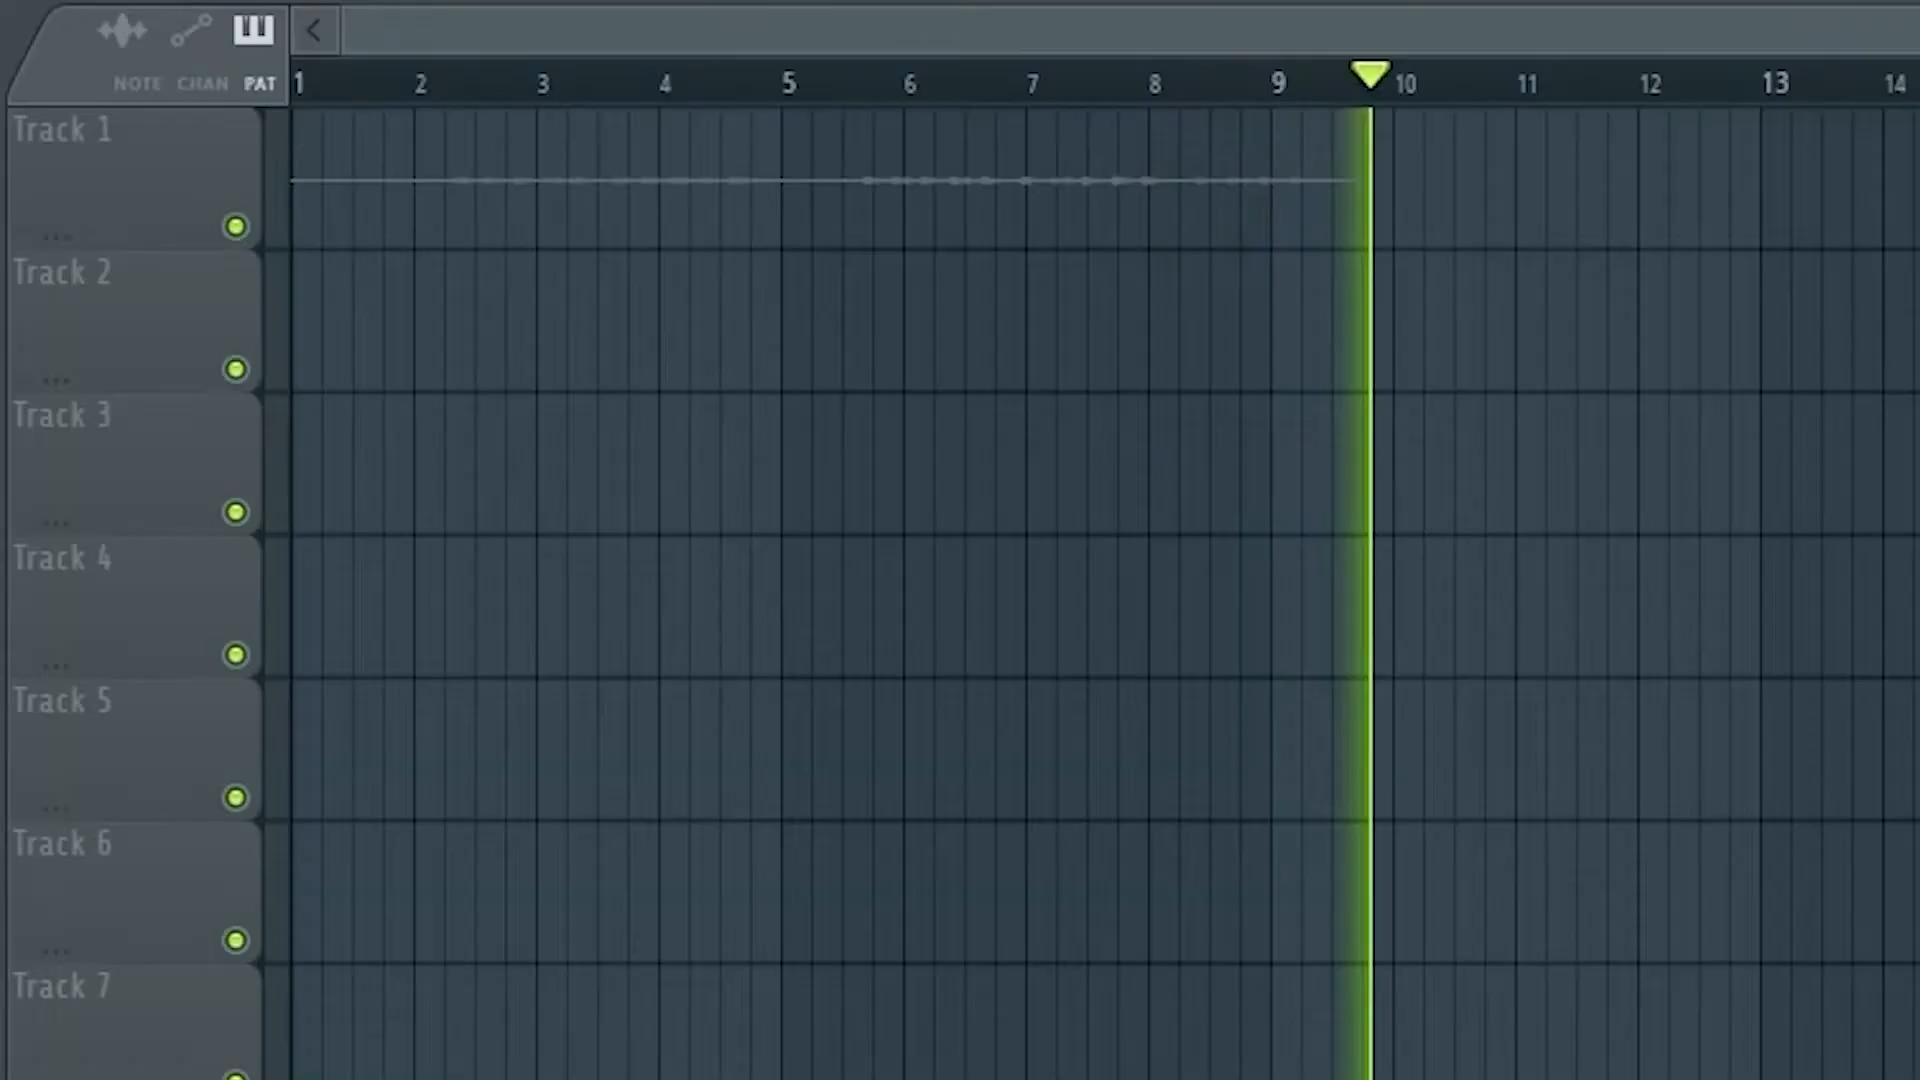 NOTE CHAN PAT
1 2 3 4 5 6 7 8 9 10 11 12 13 14
Track 1
Track 2
Track 3
Track 4
Track 5
Track 6
Track 7